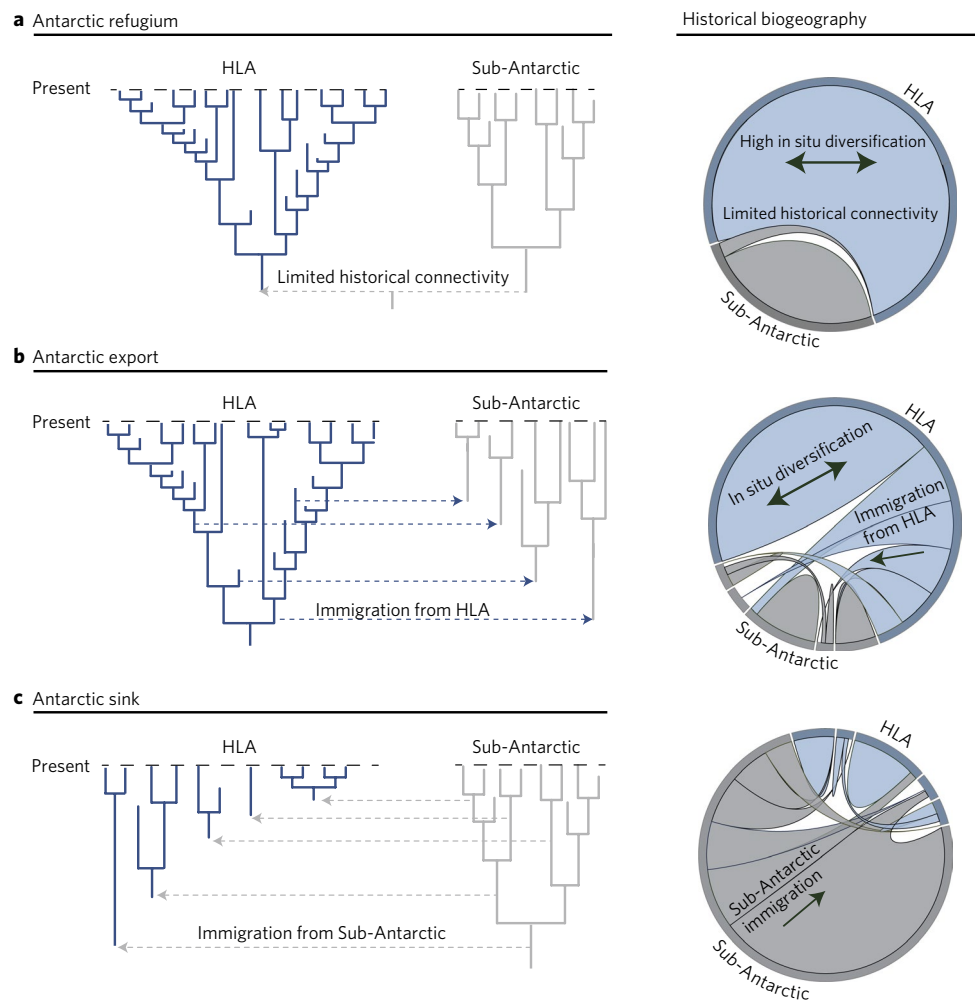 a Antarctic refugium
Historical biogeography
HLA
Sub-Antarctic
Present
Limited historical connectivity
HLA
High in situ diversification
Limited historical connectivity
Sub-Antarctic
b Antarctic export
HLA
Sub-Antarctic
Present
Immigration from HLA
HLA
In situ diversification
Immigration
from HLA
Sub-Antarctic
c Antarctic sink
HLA
Sub-Antarctic
Present
Immigration from Sub-Antarctic
HLA
Sub-Antarctic
immigration
Sub-Antarctic